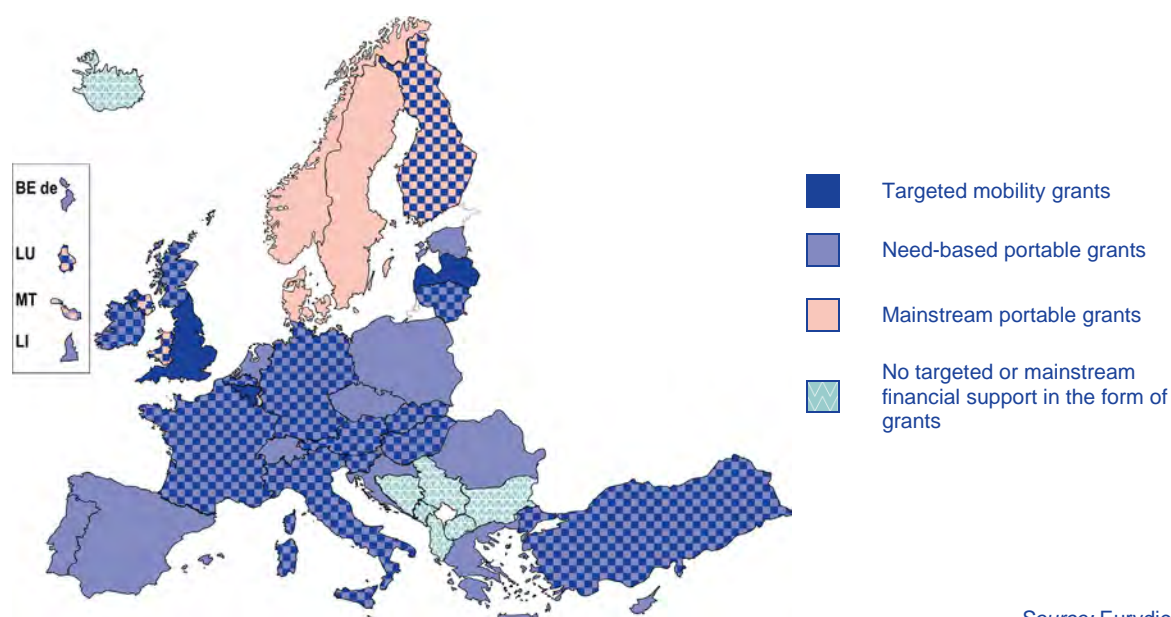 BE de
LU
MT
LI
Targeted mobility grants
Need-based portable grants
Mainstream portable grants
No targeted or mainstream
financial support in the form of
grants
Source: